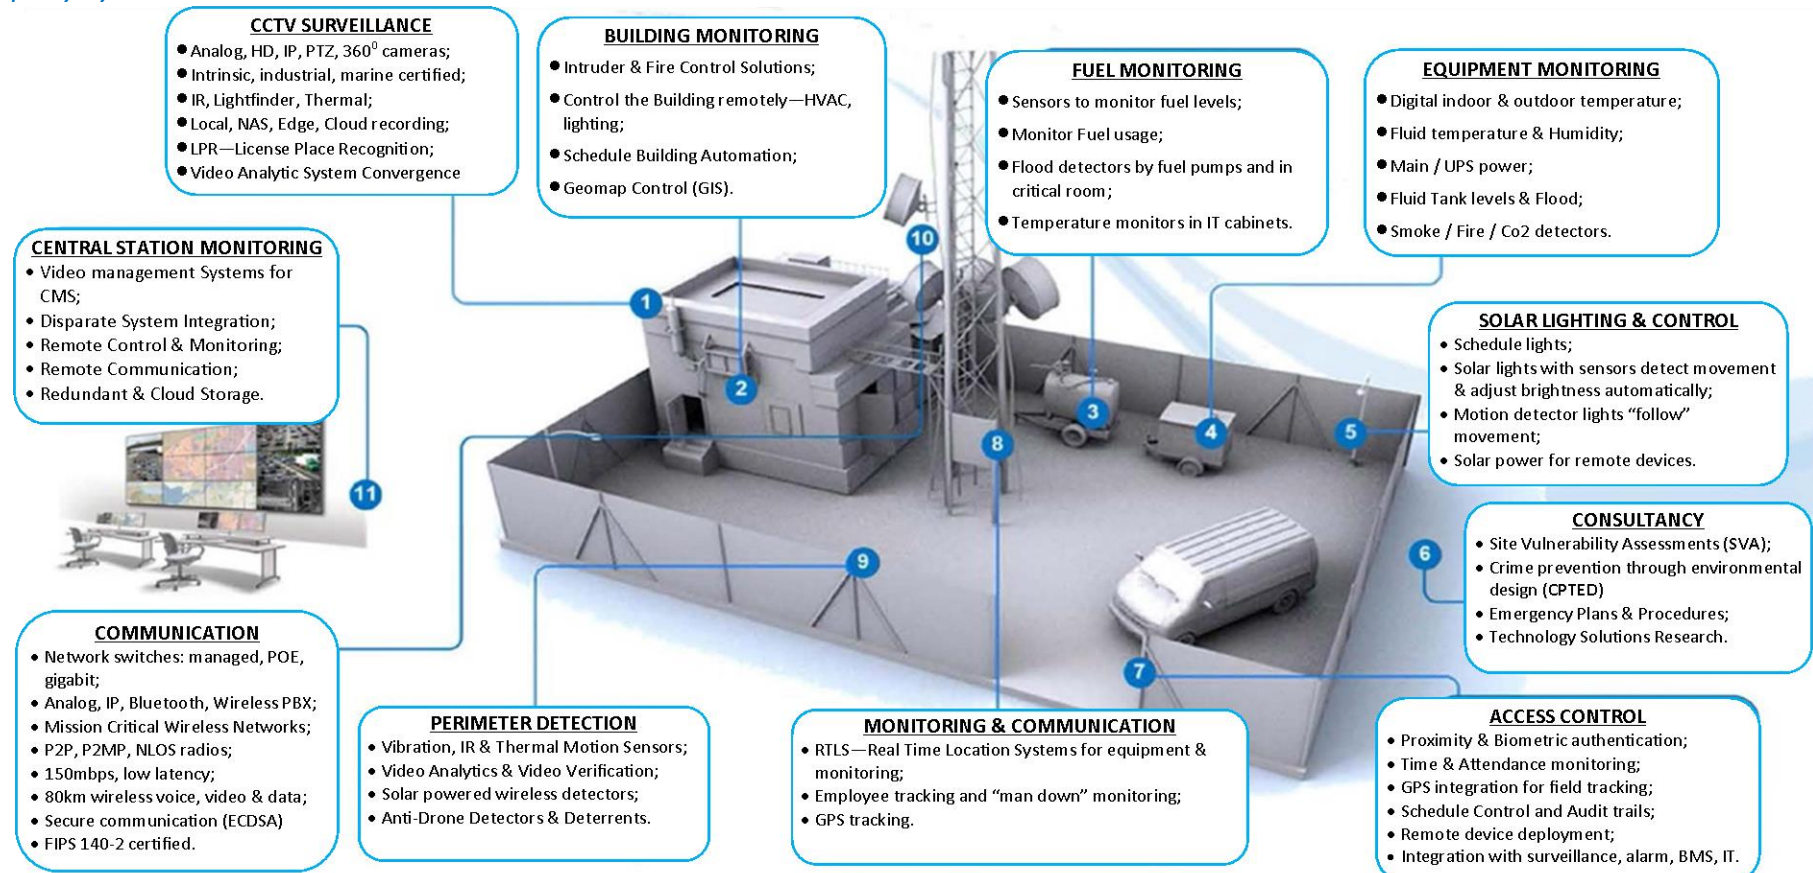 CCTV SURVEILLANCE
● Analog, HD, IP, PTZ, 360⁰ cameras;
● Intrinsic, industrial, marine certified;
● IR, Lightfinder, Thermal;
● Local, NAS, Edge, Cloud recording;
● LPR—License Place Recognition;
● Video Analytic System Convergence
BUILDING MONITORING
● Intruder & Fire Control Solutions;
● Control the Building remotely—HVAC,
lighting;
● Schedule Building Automation;
● Geomap Control (GIS).
FUEL MONITORING
● Sensors to monitor fuel levels;
● Monitor Fuel usage;
● Flood detectors by fuel pumps and in
critical room;
● Temperature monitors in IT cabinets.
EQUIPMENT MONITORING
● Digital indoor & outdoor temperature;
● Fluid temperature & Humidity;
● Main / UPS power;
● Fluid Tank levels & Flood;
● Smoke / Fire / Co2 detectors.
CENTRAL STATION MONITORING
• Video management Systems for
CMS;
• Disparate System Integration;
• Remote Control & Monitoring;
• Remote Communication;
• Redundant & Cloud Storage.
SOLAR LIGHTING & CONTROL
• Schedule lights;
• Solar lights with sensors detect movement
& adjust brightness automatically;
• Motion detector lights “follow”
movement;
• Solar power for remote devices.
10
1
2
3
4
5
8
11
9
6
7
CONSULTANCY
• Site Vulnerability Assessments (SVA);
• Crime prevention through environmental
design (CPTED)
• Emergency Plans & Procedures;
• Technology Solutions Research.
COMMUNICATION
• Network switches: managed, POE,
gigabit;
• Analog, IP, Bluetooth, Wireless PBX;
• Mission Critical Wireless Networks;
• P2P, P2MP, NLOS radios;
• 150mbps, low latency;
• 80km wireless voice, video & data;
• Secure communication (ECDSA)
• FIPS 140-2 certified.
PERIMETER DETECTION
• Vibration, IR & Thermal Motion Sensors;
• Video Analytics & Video Verification;
• Solar powered wireless detectors;
• Anti-Drone Detectors & Deterrents.
MONITORING & COMMUNICATION
• RTLS—Real Time Location Systems for equipment &
monitoring;
• Employee tracking and “man down” monitoring;
• GPS tracking.
ACCESS CONTROL
• Proximity & Biometric authentication;
• Time & Attendance monitoring;
• GPS integration for field tracking;
• Schedule Control and Audit trails;
• Remote device deployment;
• Integration with surveillance, alarm, BMS, IT.